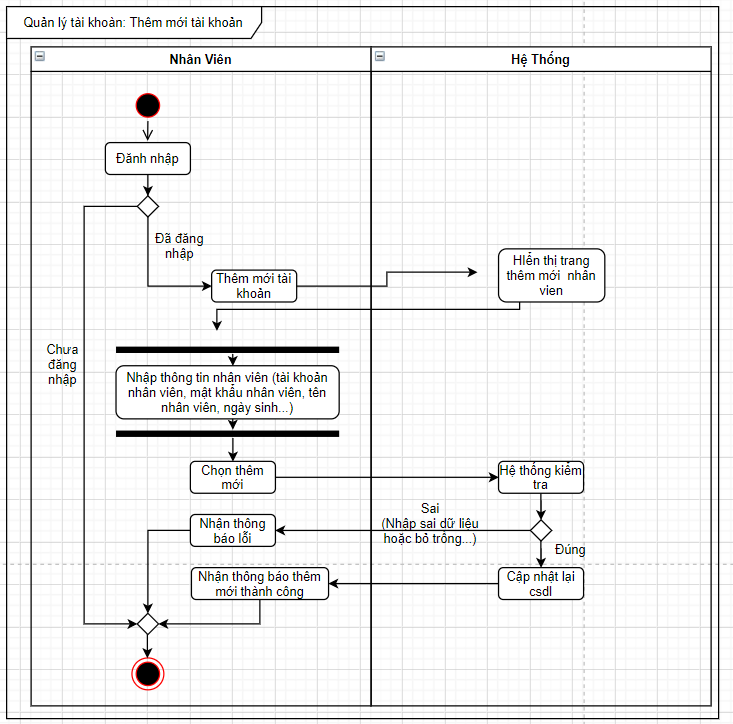 Quản lý tài khoản: Thêm mới tài khoản
Nhân Viên
Hệ Thống
Đănh nhập
Đã đăng
nhập
Thêm mới tài
khoản
HIển thị trang
thêm mới nhân
vien
Chưa
đăng
nhập
Nhập thông tin nhân viên (tài khoản
nhân viên, mật khẩu nhân viên, tên
nhân viên, ngày sinh...)
Chọn thêm
mới
Hệ thống kiểm
tra
Sai
(Nhập sai dữ liệu
hoặc bỏ trống...)
Nhận thông
báo lỗi
Đúng
Nhận thông báo thêm
mới thành công
Cập nhật lại
csdl